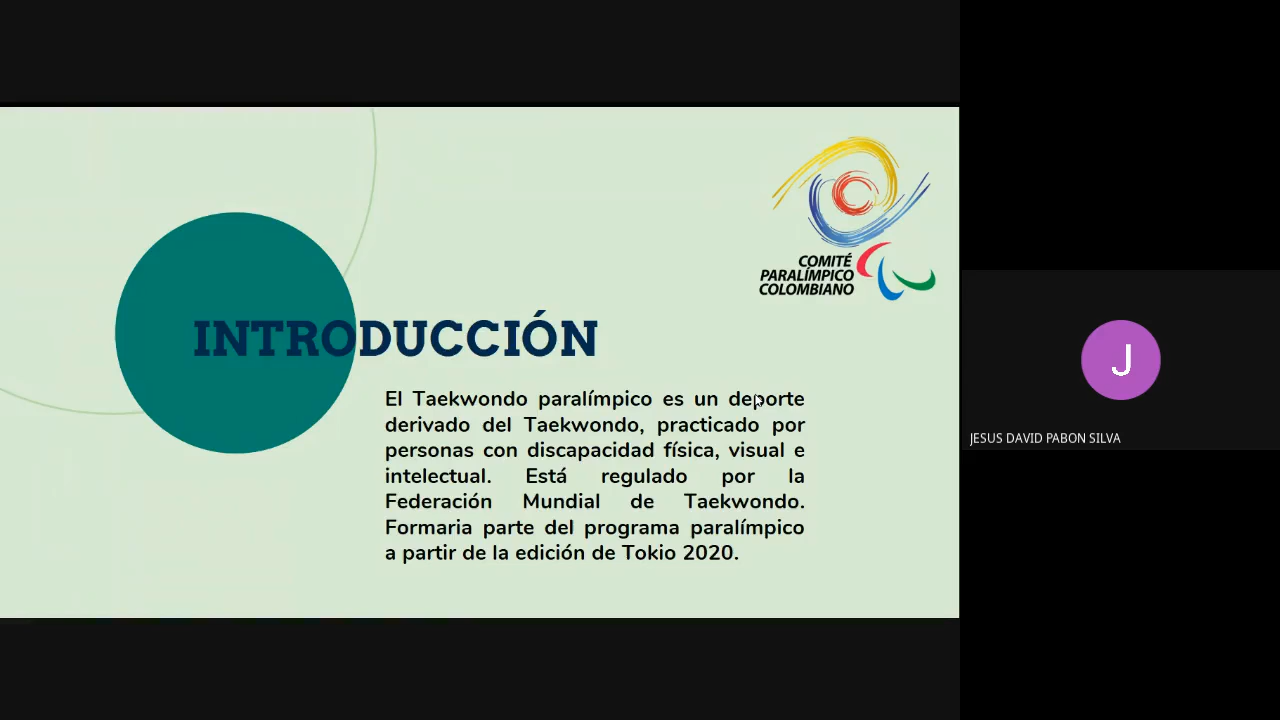 COMITÉ
PARALÍMPICO
COLOMBIANO
INTRODUCCIÓN
El Taekwondo paralímpico es un deporte
derivado del Taekwondo, practicado por
personas con discapacidad física, visual e
intelectual. Está regulado por la
Federación Mundial de Taekwondo.
Formaria parte del programa paralímpico
a partir de la edición de Tokio 2020.
J
JESUS DAVID PABON SILVA